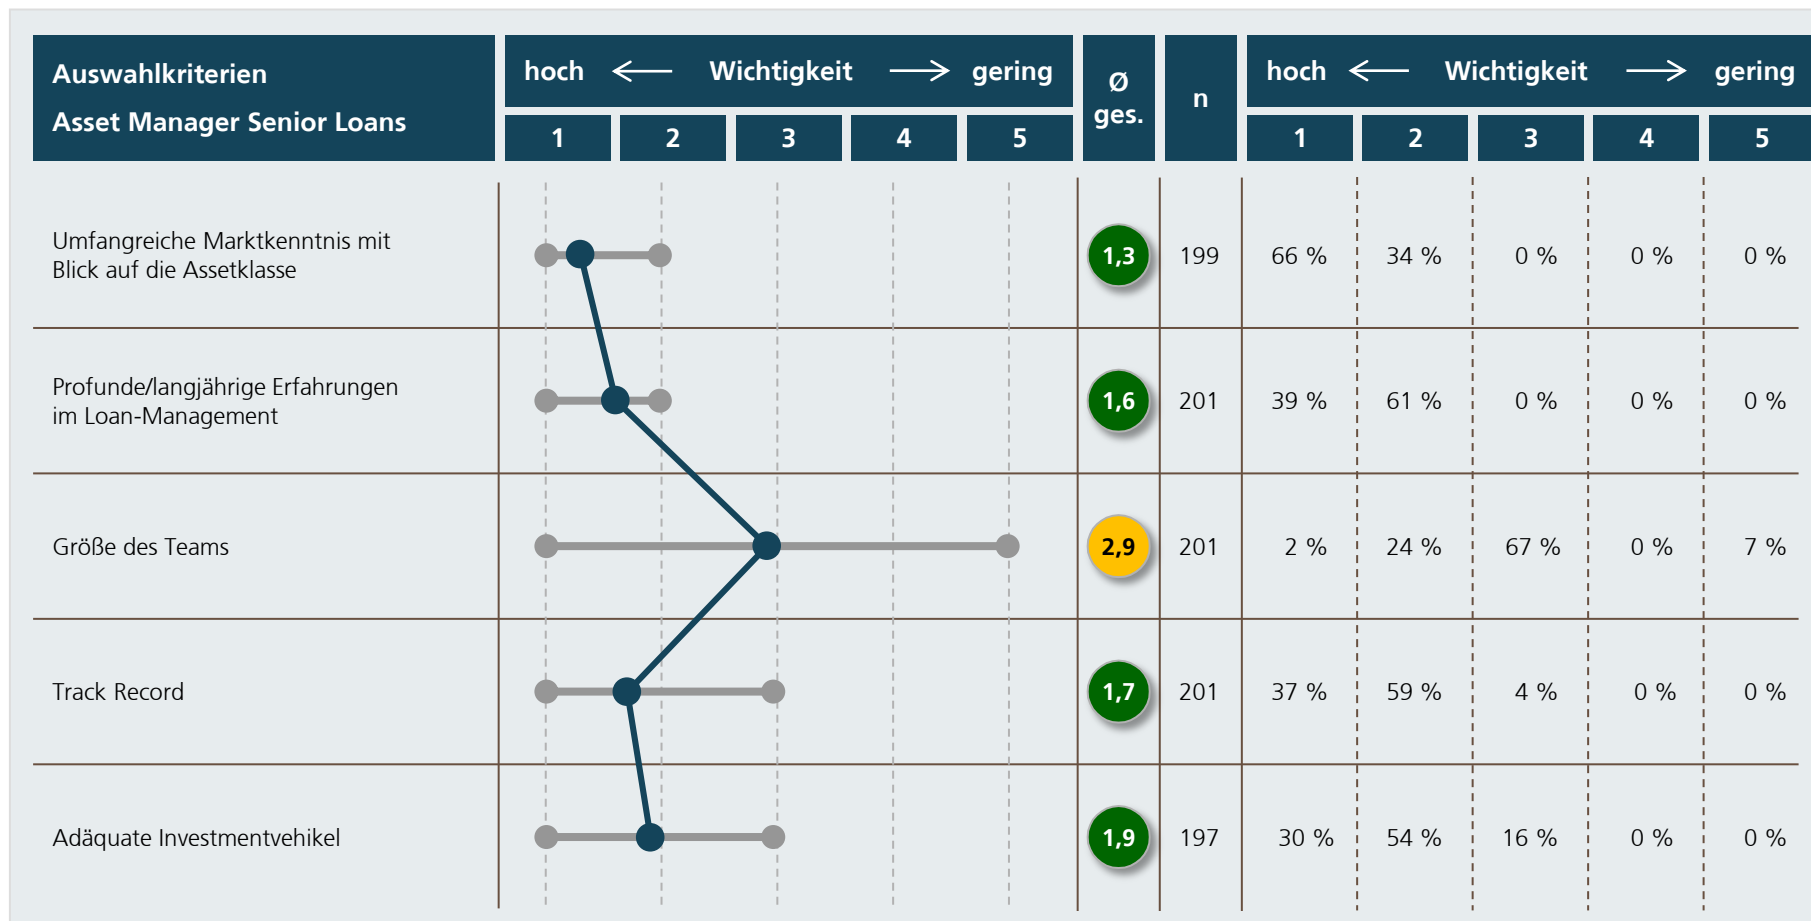 Auswahlkriterien
Asset Manager Senior Loans
hoch Wichtigkeit gering
1 2 3 4 5
Ø
ges.
n
hoch Wichtigkeit gering
1 2 3 4 5
Umfangreiche Marktkenntnis mit
Blick auf die Assetklasse
1,3 199 66 % 34 % 0 % 0 % 0 %
Profunde/langjährige Erfahrungen
im Loan-Management
1,6 201 39 % 61 % 0 % 0 % 0 %
Größe des Teams 2,9 201 2 % 24 % 67 % 0 % 7 %
Track Record 1,7 201 37 % 59 % 4 % 0 % 0 %
Adäquate Investmentvehikel 1,9 197 30 % 54 % 16 % 0 % 0 %